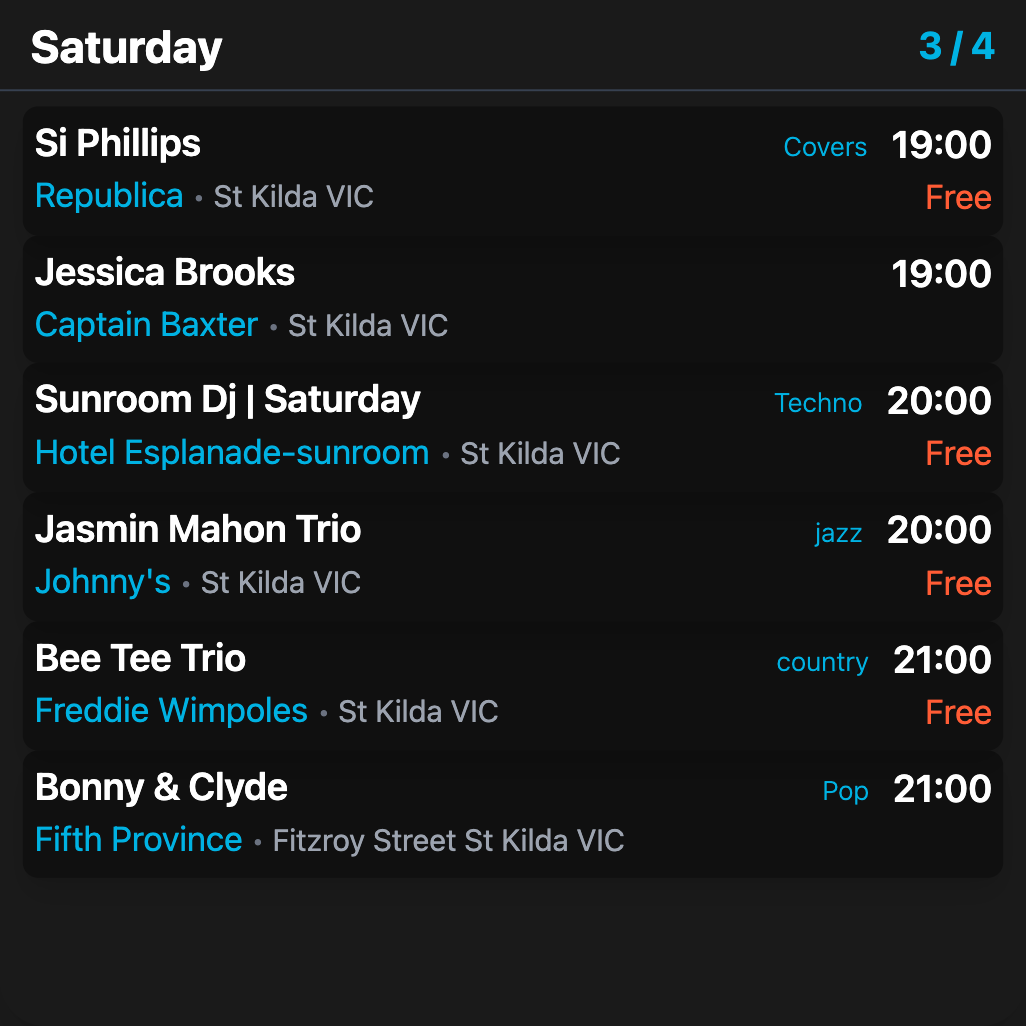 Saturday 3 / 4
Si Phillips Covers 19:00
Republica • St Kilda VIC Free
Jessica Brooks 19:00
Captain Baxter • St Kilda VIC
Sunroom Dj | Saturday Techno 20:00
Hotel Esplanade-sunroom • St Kilda VIC Free
Jasmin Mahon Trio jazz 20:00
Johnny's • St Kilda VIC Free
Bee Tee Trio country 21:00
Freddie Wimpoles • St Kilda VIC Free
Bonny & Clyde Pop 21:00
Fifth Province • Fitzroy Street St Kilda VIC